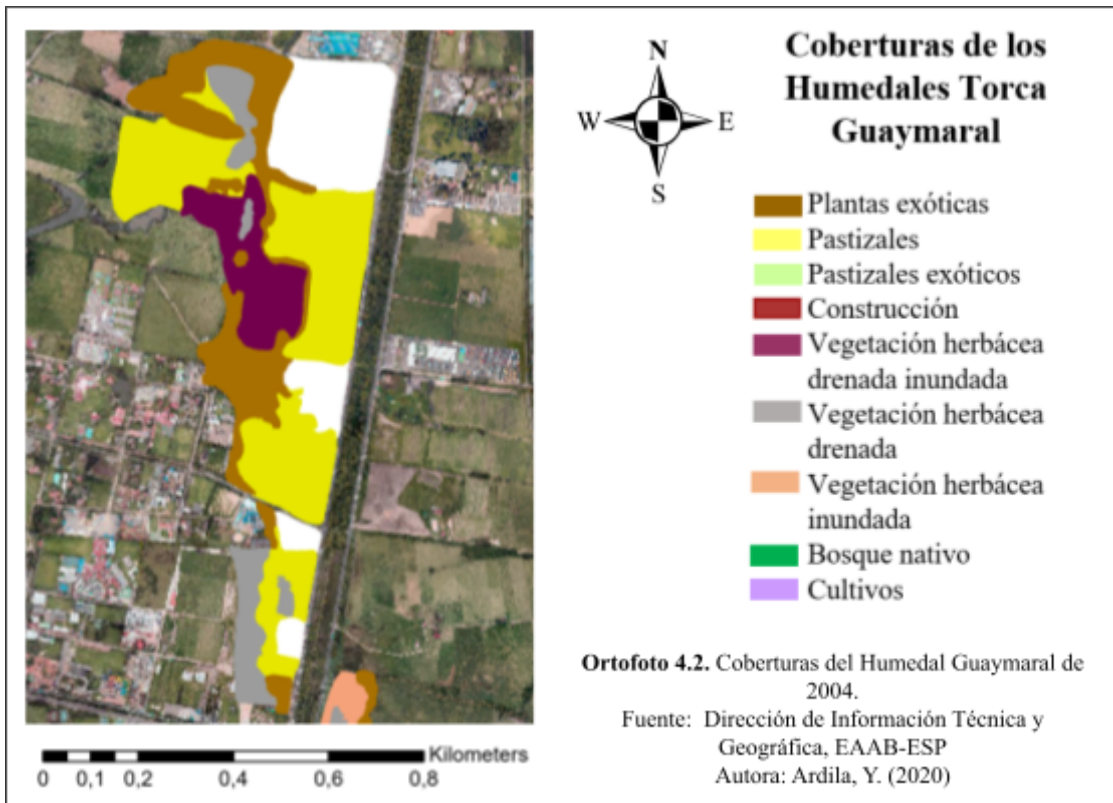 Coberturas de los
Humedales Torca
Guaymaral
N
W
E
S
Plantas exóticas
Pastizales
Pastizales exóticos
Construcción
Vegetación herbácea
drenada inundada
Vegetación herbácea
drenada
Vegetación herbácea
inundada
Bosque nativo
Cultivos
Ortofoto 4.2. Coberturas del Humedal Guaymaral de
2004.
Fuente: Dirección de Información Técnica y
Geográfica, EAAB-ESP
Autora: Ardila, Y. (2020)
Kilometers
0 0,1 0,2 0,4 0,6 0,8